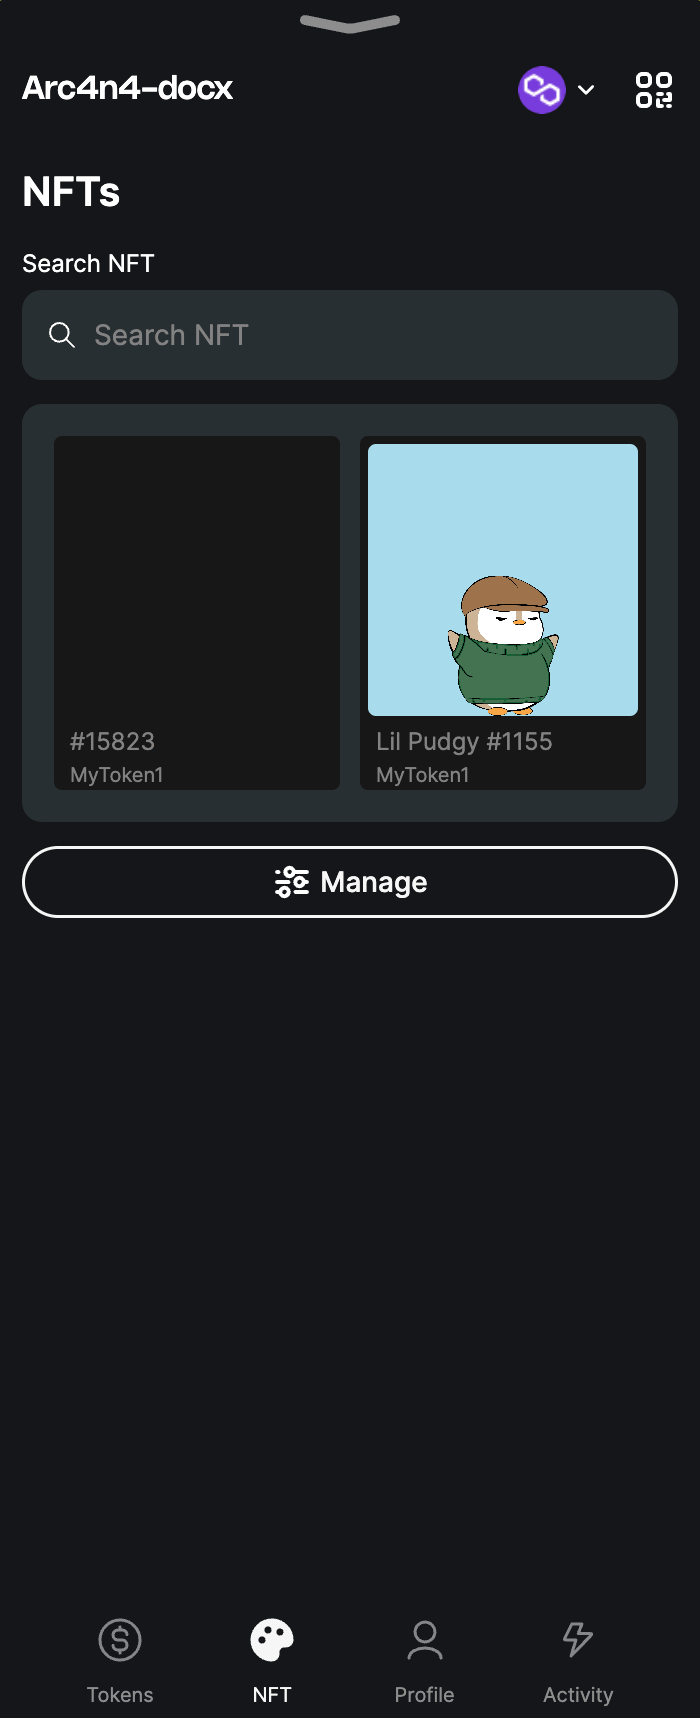 Arc4n4-docx
NFTs
Search NFT
Search NFT
#15823
MyToken1
Lil Pudgy #1155
MyToken1
Manage
Tokens
NFT
Profile
Activity